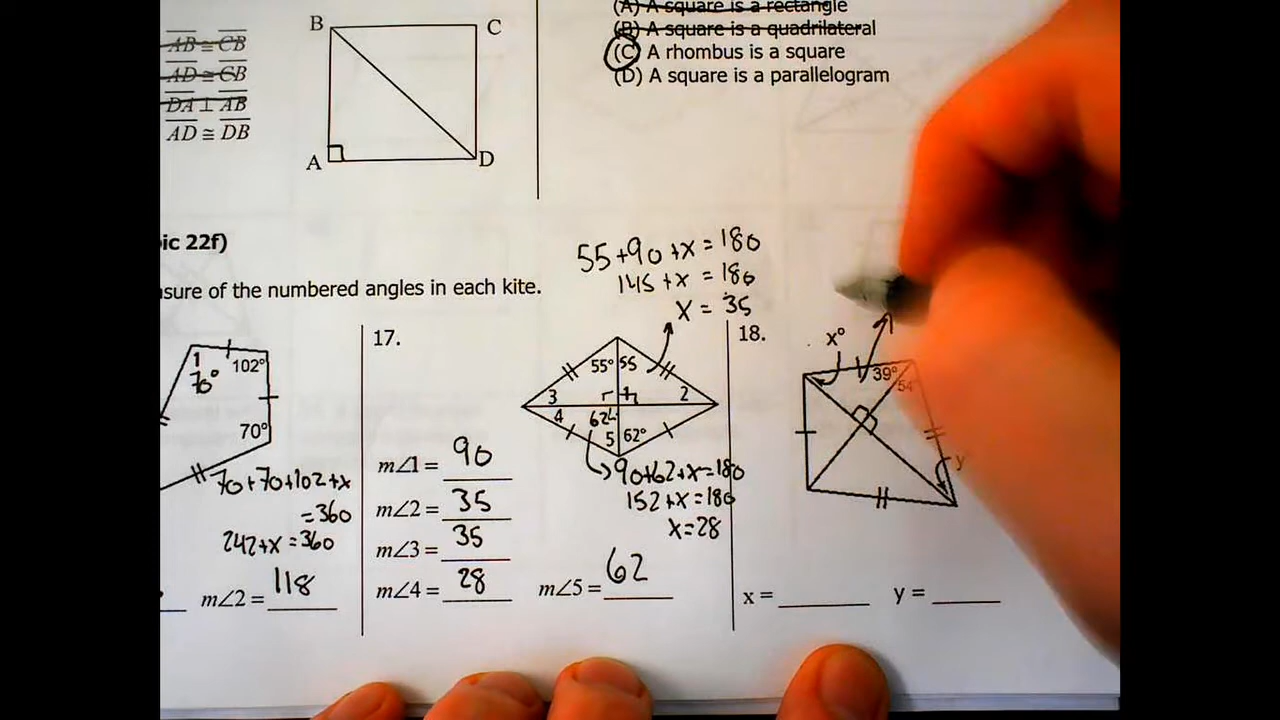 (A) A square is a rectangle
(B) A square is a quadrilateral
(C) A rhombus is a square
(D) A square is a parallelogram
AB ≅ CB
AD ≅ CB
DA ⊥ AB
AD ≅ DB
B
C
A
D
ic 22f)
sure of the numbered angles in each kite.
55+90+x=180
145+x=180
x=35
1
70°
102°
70°
70+70+102+x
=360
242+x=360
m∠2= 118
17.
55°
55
3
2
4
62
5
62°
90+62+x=180
152+x=180
x=28
m∠1= 90
m∠2= 35
m∠3= 35
m∠4= 28
m∠5= 62
18.
x°
39°
54°
y
x=
y=